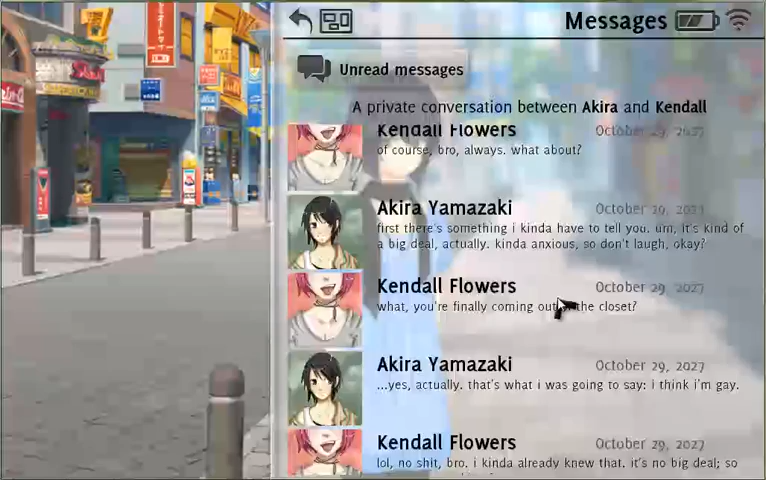 Messages
Unread messages
A private conversation between Akira and Kendall
Kendall Flowers October 29, 2027
of course, bro, always. what about?
Akira Yamazaki October 29, 2027
first there's something i kinda have to tell you. um, it's kind of
a big deal, actually. kinda anxious, so don't laugh, okay?
Kendall Flowers October 29, 2027
what, you're finally coming out of the closet?
Akira Yamazaki October 29, 2027
...yes, actually. that's what i was going to say: i think i'm gay.
Kendall Flowers October 29, 2027
lol, no shit, bro. i kinda already knew that. it's no big deal; so